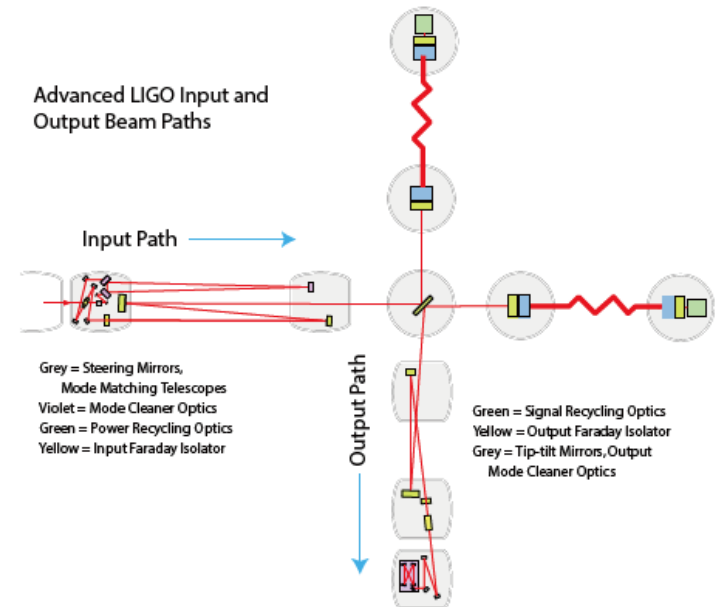 Advanced LIGO Input and
Output Beam Paths
Input Path
Grey = Steering Mirrors,
Mode Matching Telescopes
Violet = Mode Cleaner Optics
Green = Power Recycling Optics
Yellow = Input Faraday Isolator
Output Path
Green = Signal Recycling Optics
Yellow = Output Faraday Isolator
Grey = Tip-tilt Mirrors, Output
Mode Cleaner Optics